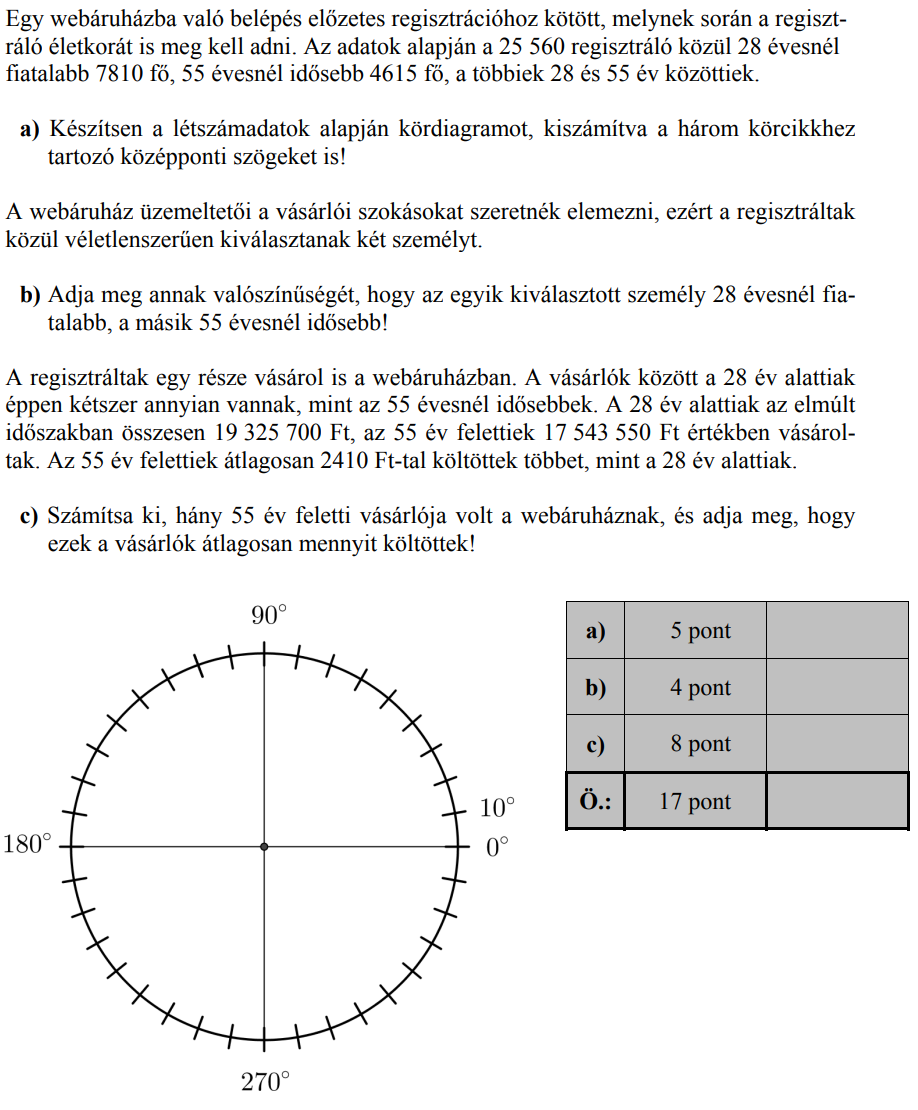 Egy webáruházba való belépés előzetes regisztrációhoz kötött, melynek során a regiszt-
ráló életkorát is meg kell adni. Az adatok alapján a 25 560 regisztráló közül 28 évesnél
fiatalabb 7810 fő, 55 évesnél idősebb 4615 fő, a többiek 28 és 55 év közöttiek.
a) Készítsen a létszámadatok alapján kördiagramot, kiszámítva a három körcikkhez
tartozó középponti szögeket is!
A webáruház üzemeltetői a vásárlói szokásokat szeretnék elemezni, ezért a regisztráltak
közül véletlenszerűen kiválasztanak két személyt.
b) Adja meg annak valószínűségét, hogy az egyik kiválasztott személy 28 évesnél fia-
talabb, a másik 55 évesnél idősebb!
A regisztráltak egy része vásárol is a webáruházban. A vásárlók között a 28 év alattiak
éppen kétszer annyian vannak, mint az 55 évesnél idősebbek. A 28 év alattiak az elmúlt
időszakban összesen 19 325 700 Ft, az 55 év felettiek 17 543 550 Ft értékben vásárol-
tak. Az 55 év felettiek átlagosan 2410 Ft-tal költöttek többet, mint a 28 év alattiak.
c) Számítsa ki, hány 55 év feletti vásárlója volt a webáruháznak, és adja meg, hogy
ezek a vásárlók átlagosan mennyit költöttek!
90°
10°
0°
180°
270°
a) 5 pont
b) 4 pont
c) 8 pont
Ö.: 17 pont